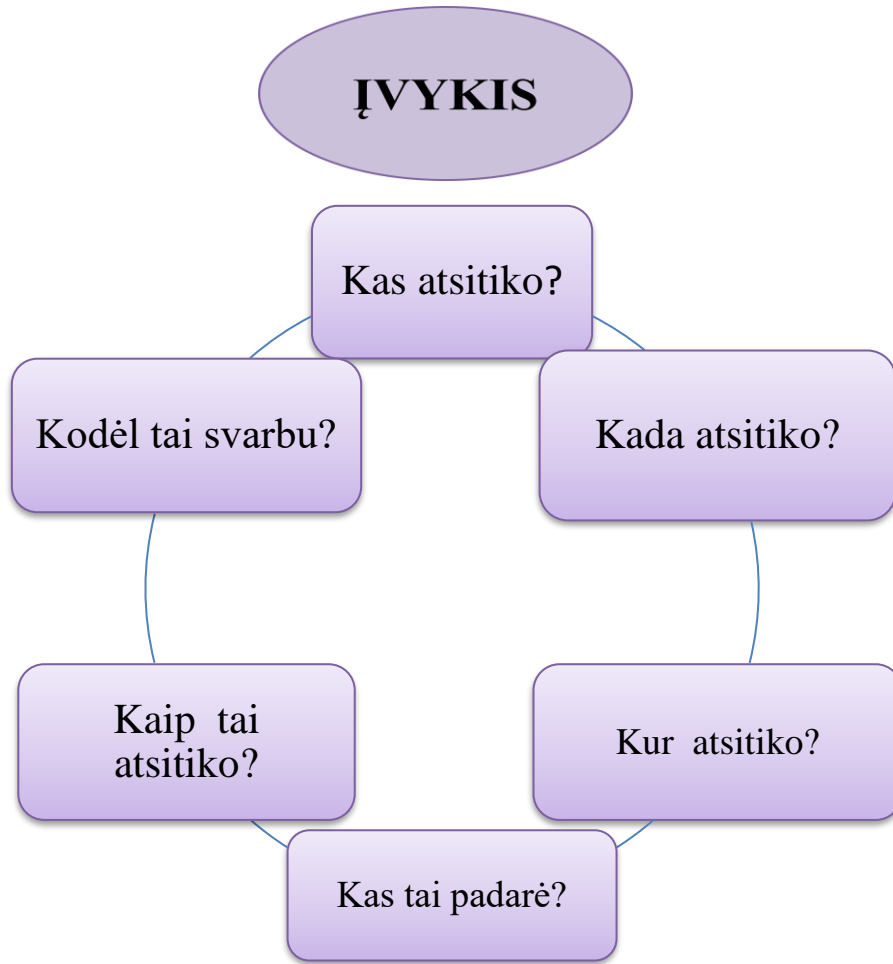 ĮVYKIS
Kas atsitiko?
Kada atsitiko?
Kur atsitiko?
Kas tai padarė?
Kaip tai
atsitiko?
Kodėl tai svarbu?